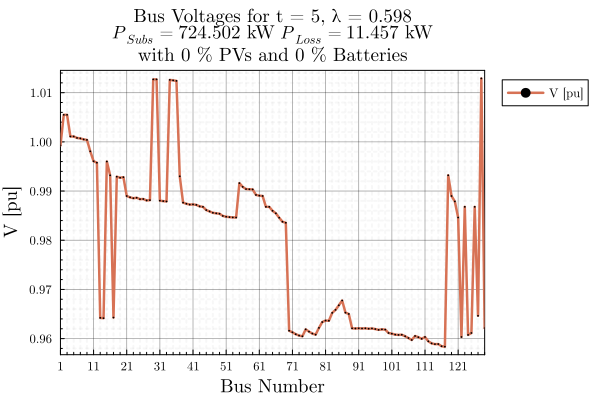 Bus Voltages for t = 5, λ = 0.598
P_Subs = 724.502 kW P_Loss = 11.457 kW
with 0 % PVs and 0 % Batteries
V [pu]
1.01
1.00
0.99
0.98
0.97
0.96
V [pu]
1 11 21 31 41 51 61 71 81 91 101 111 121
Bus Number